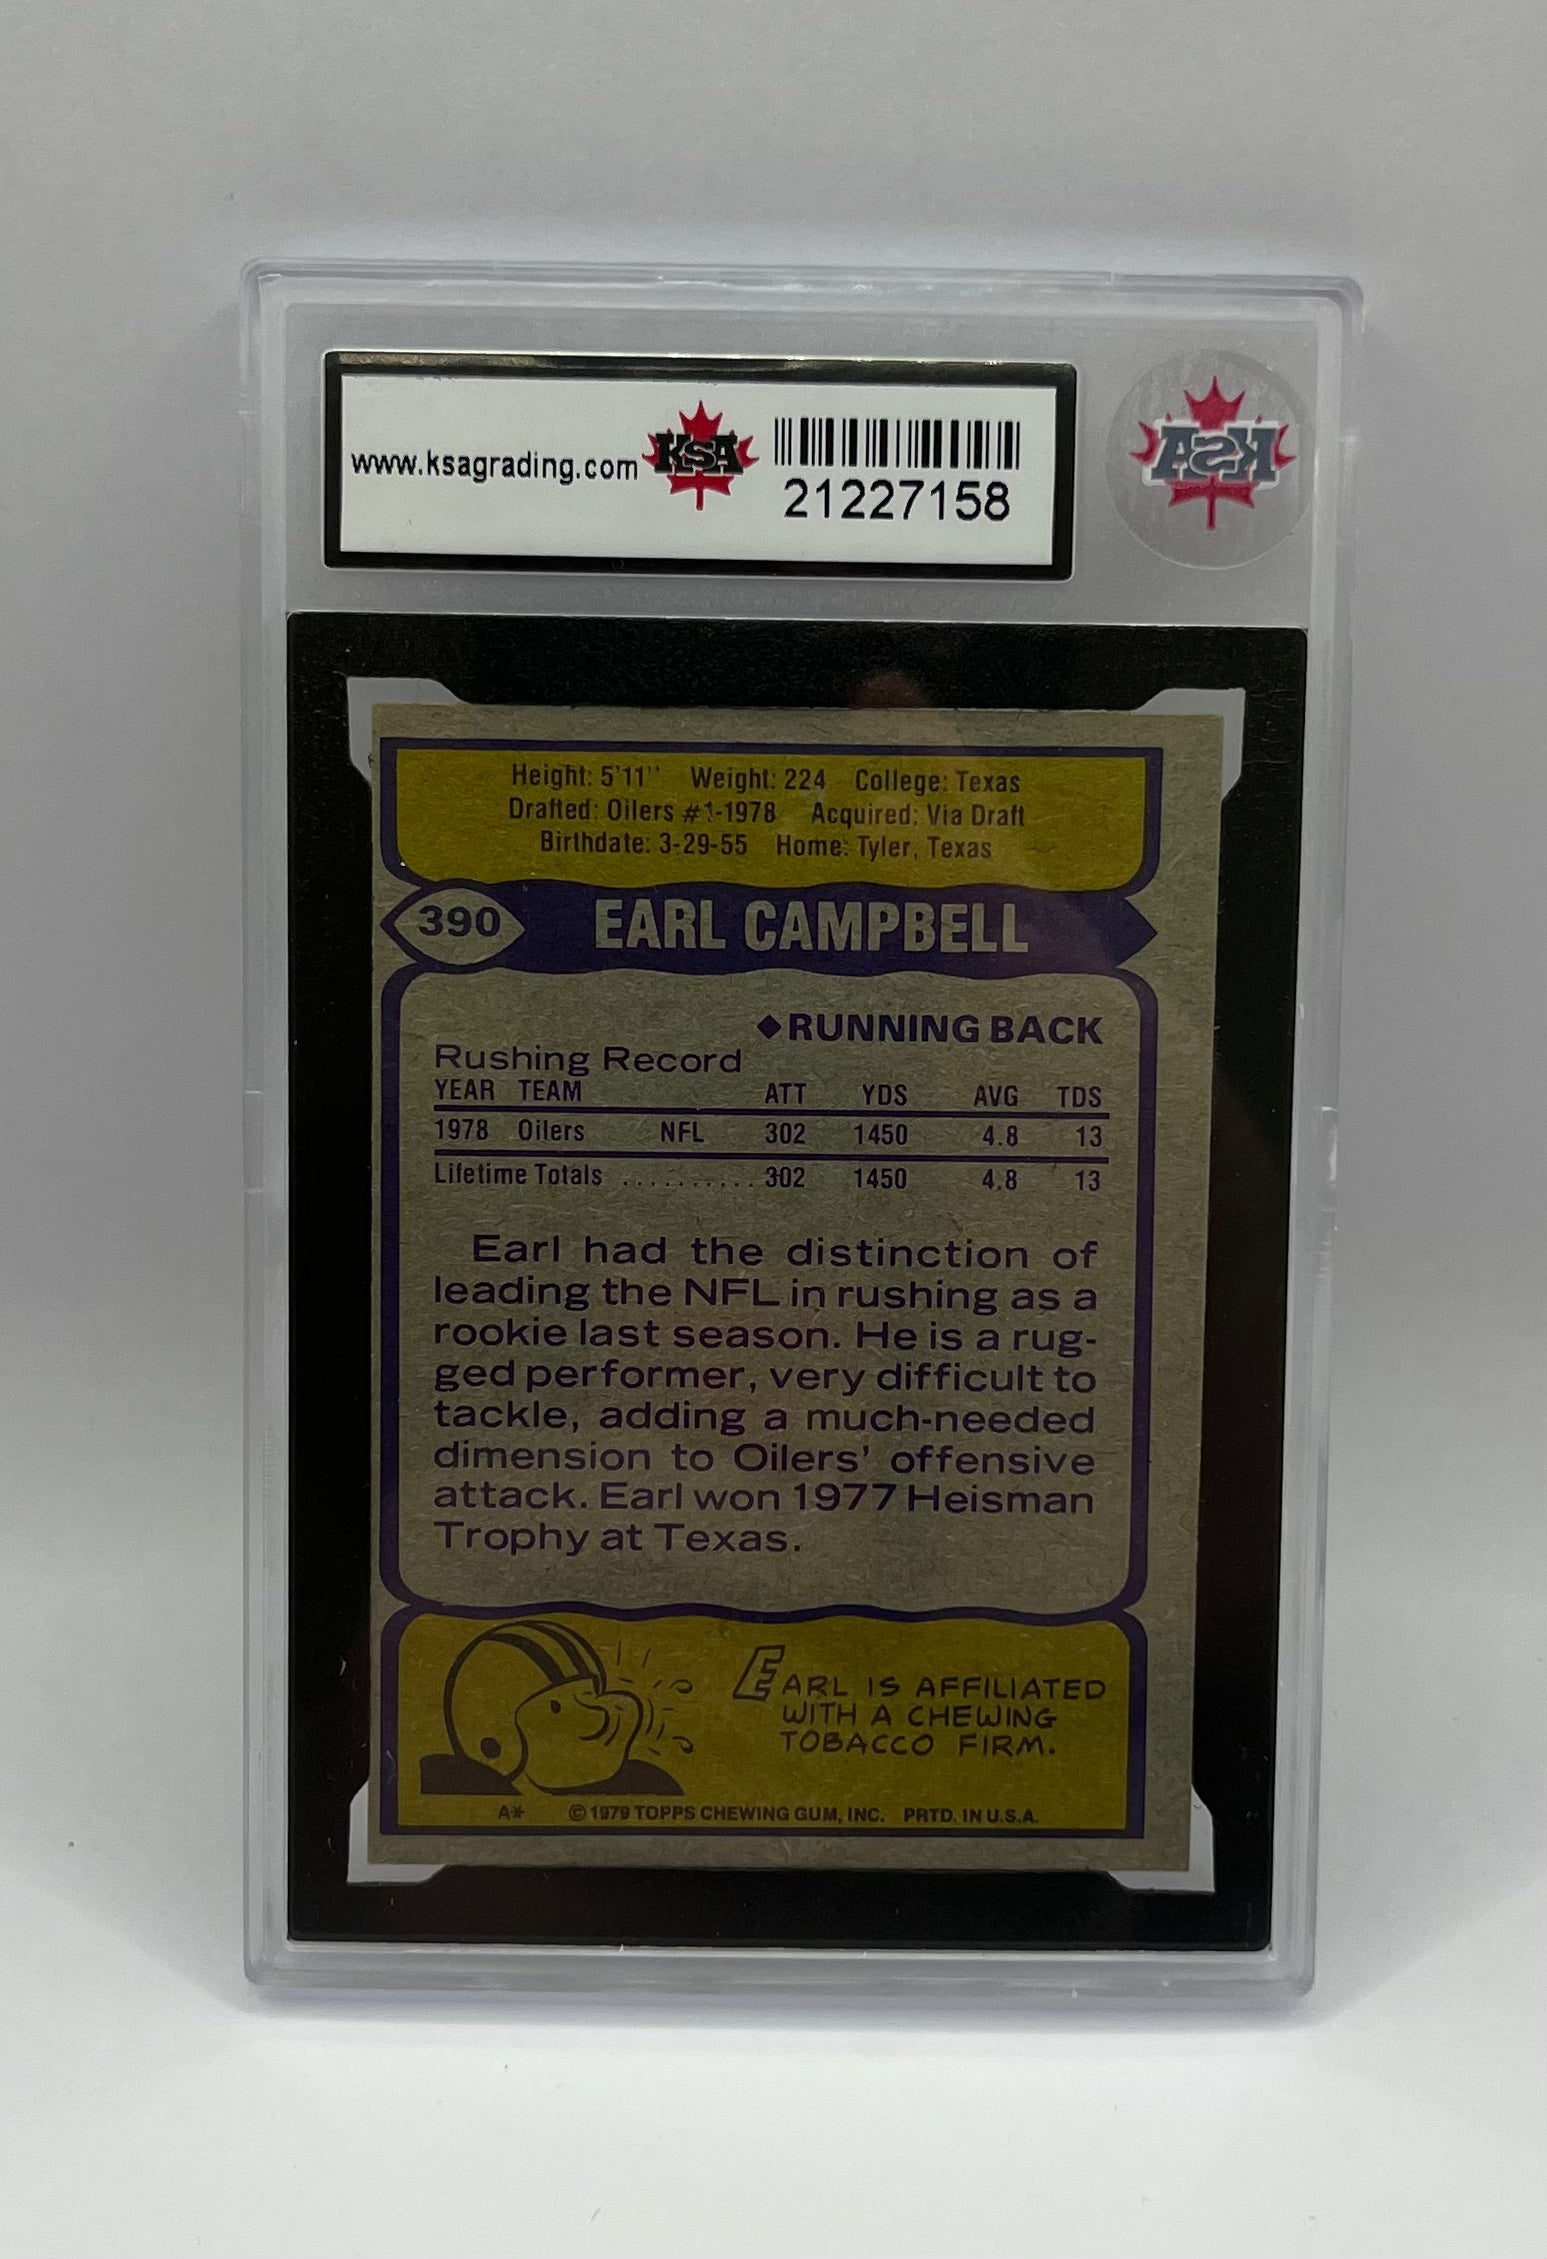 www.ksagrading.com KSA
21227158
KSA
Height: 5'11" Weight: 224 College: Texas
Drafted: Oilers #1-1978 Acquired: Via Draft
Birthdate: 3-29-55 Home: Tyler, Texas
390 EARL CAMPBELL
◆RUNNING BACK
Rushing Record
YEAR TEAM ATT YDS AVG TDS
1978 Oilers NFL 302 1450 4.8 13
Lifetime Totals .......... 302 1450 4.8 13
Earl had the distinction of
leading the NFL in rushing as a
rookie last season. He is a rug-
ged performer, very difficult to
tackle, adding a much-needed
dimension to Oilers' offensive
attack. Earl won 1977 Heisman
Trophy at Texas.
EARL IS AFFILIATED
WITH A CHEWING
TOBACCO FIRM.
A* © 1979 TOPPS CHEWING GUM, INC. PRTD. IN U.S.A.